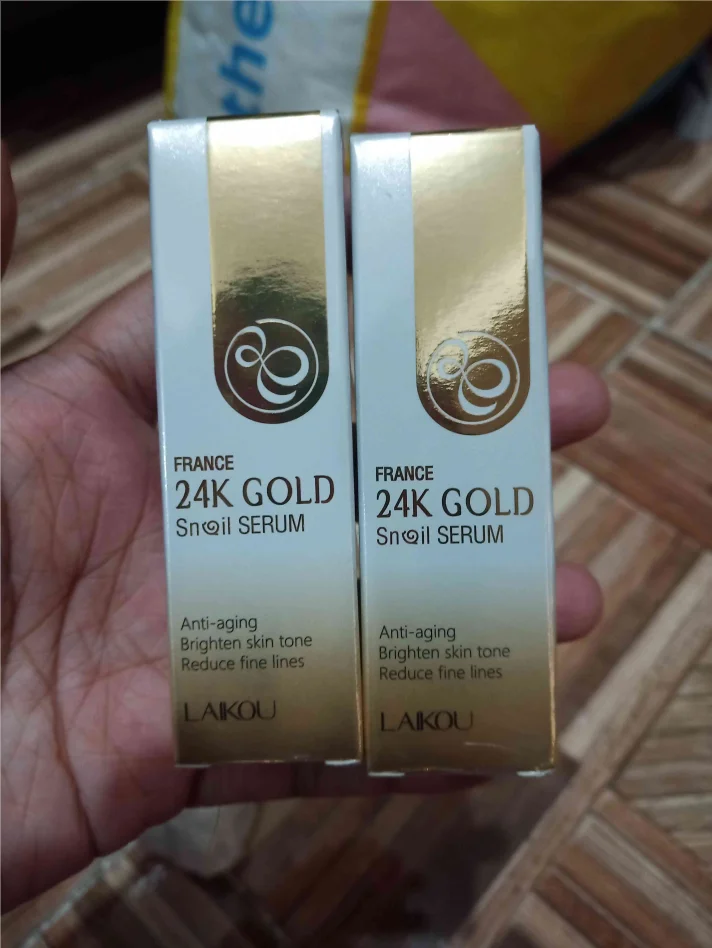 the
FRANCE
24K GOLD
Snail SERUM
Anti-aging
Brighten skin tone
Reduce fine lines
LAIKOU
FRANCE
24K GOLD
Snail SERUM
Anti-aging
Brighten skin tone
Reduce fine lines
LAIKOU